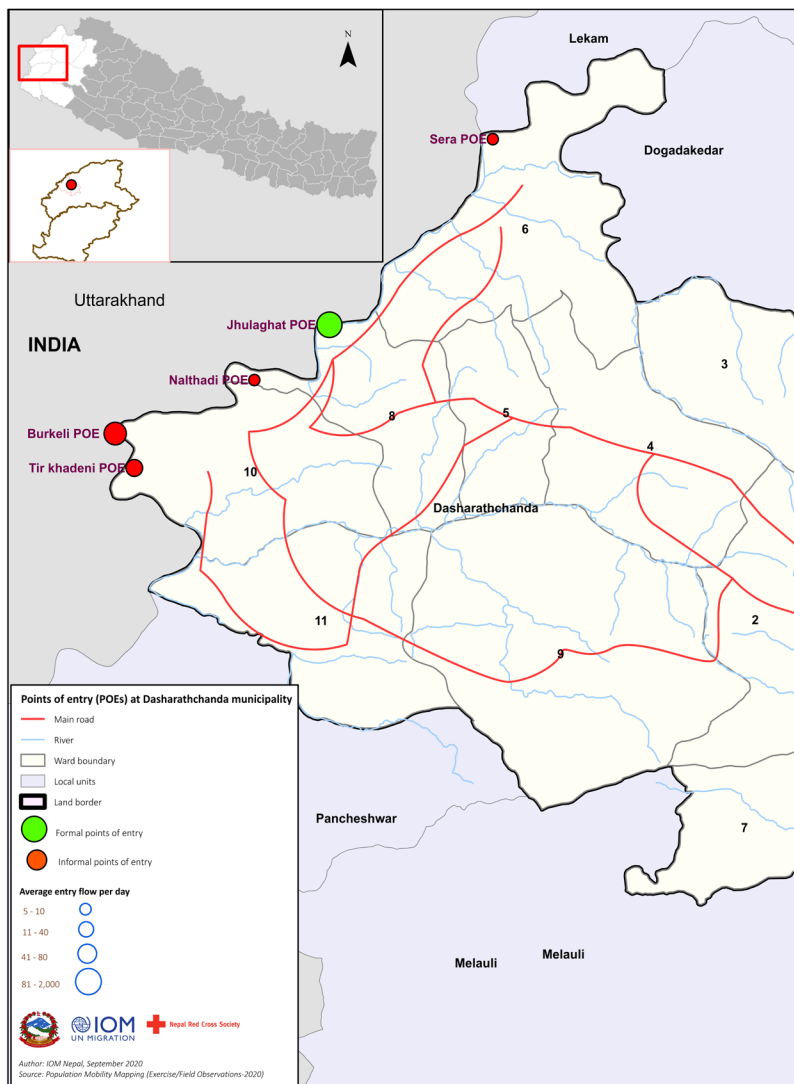 N
Lekam
Sera POE
Dogadakedar
6
Uttarakhand
Jhulaghat POE
INDIA
3
Nalthadi POE
8
5
Burkeli POE
4
Tir khadeni POE
10
Dasharathchanda
11
2
9
Points of entry (POEs) at Dasharathchanda municipality
Main road
River
Ward boundary
Local units
Land border
Formal points of entry
Informal points of entry
Average entry flow per day
5 - 10
11 - 40
41 - 80
81 - 2,000
Pancheshwar
7
Melauli
Melauli
IOM
UN MIGRATION
Nepal Red Cross Society
Author: IOM Nepal, September 2020
Source: Population Mobility Mapping (Exercise/Field Observations-2020)